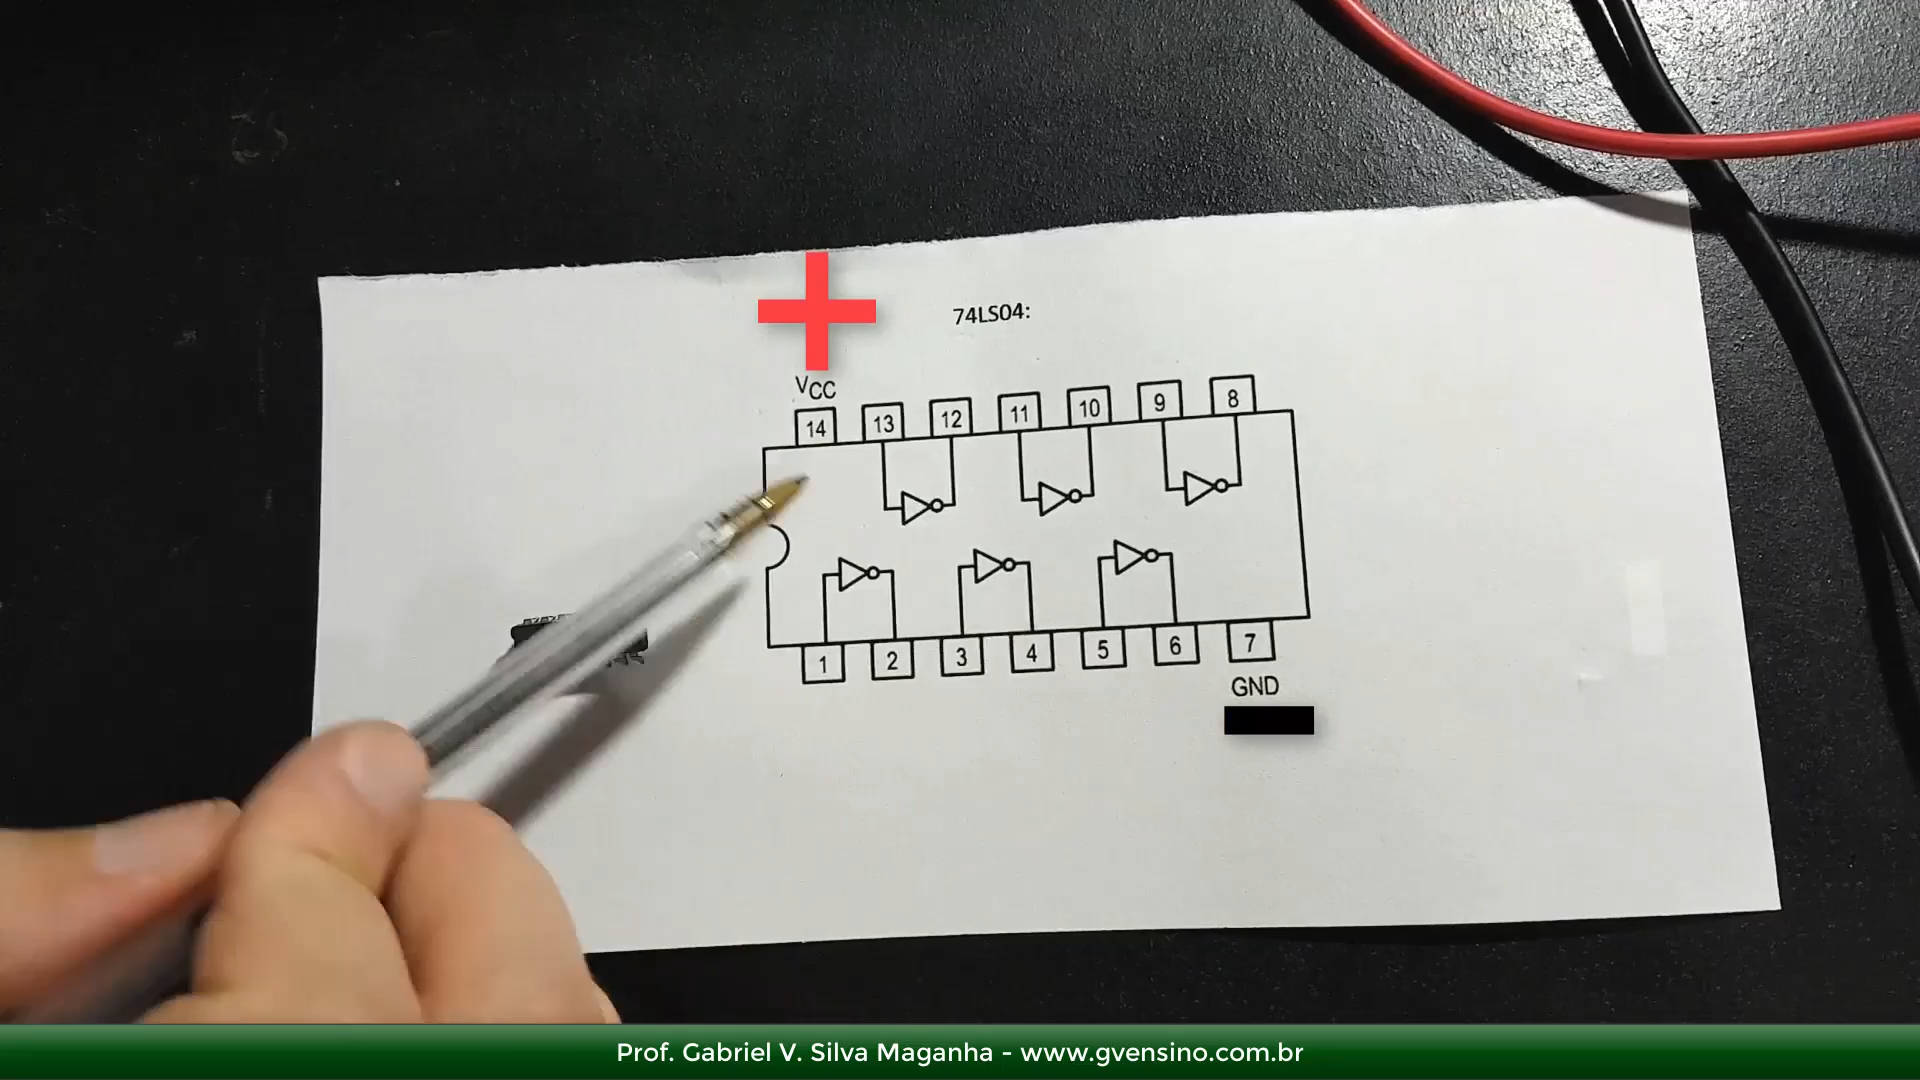 74LS04:
VCC
14 13 12 11 10 9 8
1 2 3 4 5 6 7
GND
Prof. Gabriel V. Silva Maganha - www.gvensino.com.br